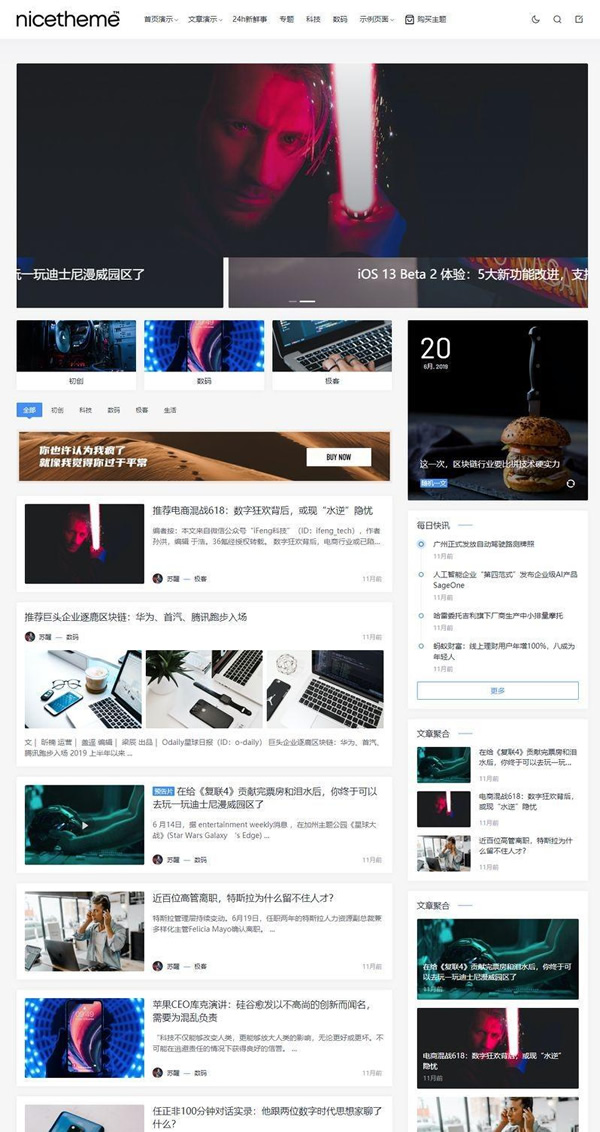 nicetheme™
首页演示 文章演示 24h新鲜事 专题 科技 数码 示例页面 购买主题
玩一玩迪士尼漫威园区了
iOS 13 Beta 2 体验：5大新功能改进，支持
初创 数码 极客
全部 初创 科技 数码 极客 生活
你也许认为我疯了
就像我觉得你过于平常
BUY NOW
推荐电商混战618：数字狂欢背后，或现“水逆”隐忧
编者按：本文来自微信公众号“iFeng科技”（ID：ifeng_tech），作者
孙洪，编辑 于浩。36氪经授权转载。 数字狂欢背后，电商行业或已陷...
苏醒 — 极客 11月前
推荐巨头企业逐鹿区块链：华为、首汽、腾讯跑步入场
苏醒 — 数码 11月前
文 | 昕楠 运营 | 盖遥 编辑 | 梁辰 出品 | Odaily星球日报（ID：o-daily） 巨头企业逐鹿区块链：华为、首汽、
腾讯跑步入场 2019 上半年以来 ...
预告片 在给《复联4》贡献完票房和泪水后，你终于可以
去玩一玩迪士尼漫威园区了
6 月14日，据 entertainment weekly消息 ，在加州主题公园《星球大
战》(Star Wars Galaxy 's Edge) ...
苏醒 — 数码 11月前
近百位高管离职，特斯拉为什么留不住人才？
特斯拉管理层持续变动。6月19日，任职两年的特斯拉人力资源副总裁兼
多样化主管Felicia Mayo确认离职。 ...
苏醒 — 极客 11月前
苹果CEO库克演讲：硅谷愈发以不高尚的创新而闻名，
需要为混乱负责
“科技不仅能够改变人类，更能够放大人类的影响，无论更好或更坏。不
可能在逃避责任的情况下获得良好的信誉。 ...
苏醒 — 数码 11月前
任正非100分钟对话实录：他跟两位数字时代思想家聊了
什么？
20
6月, 2019
这一次，区块链行业要比拼技术硬实力
随机一文
每日快讯
广州正式发放自动驾驶路测牌照
11月前
人工智能企业“第四范式”发布企业级AI产品
SageOne
11月前
哈雷委托吉利旗下厂商生产中小排量摩托
11月前
蚂蚁财富：线上理财用户年增100%，八成为
年轻人
11月前
更多
文章聚合
在给《复联4》贡献完票房和泪
水后，你终于可以去玩一玩...
11月前
电商混战618：数字狂欢背后，
或现“水逆”隐忧
11月前
近百位高管离职，特斯拉为什
么留不住人才？
11月前
文章聚合
在给《复联4》贡献完票房和泪水后，你终于可
以去玩一玩迪士尼漫威园区了
11月前
电商混战618：数字狂欢背后，或现“水逆”
隐忧
11月前